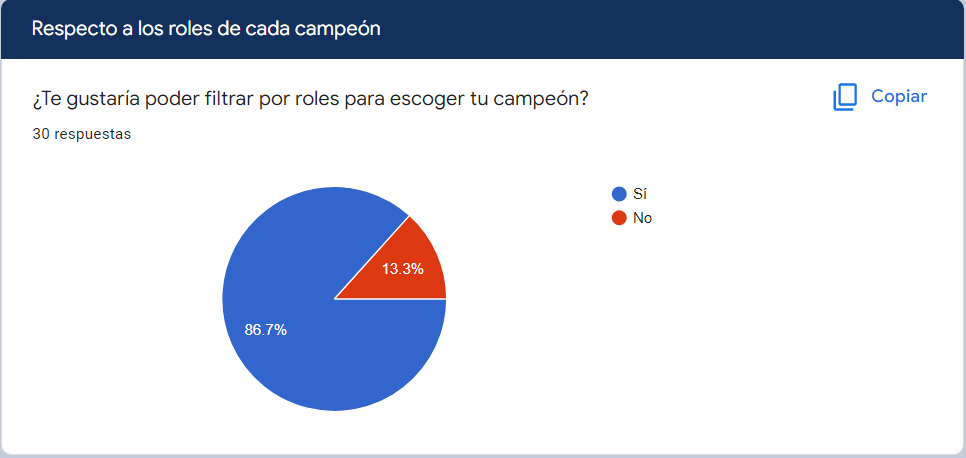 Respecto a los roles de cada campeón
¿Te gustaría poder filtrar por roles para escoger tu campeón?
Copiar
30 respuestas
Sí
No
13.3%
86.7%